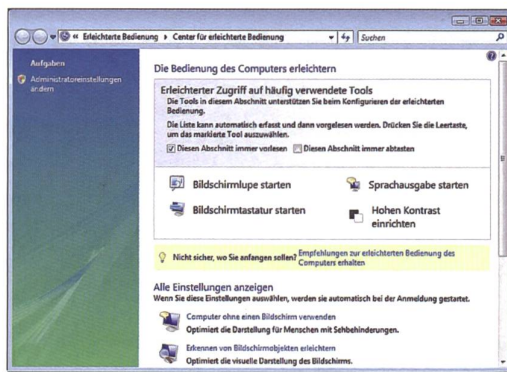 « Erleichterte Bedienung ▸ Center für erleichterte Bedienung
Suchen
Aufgaben
Administratoreinstellungen
ändern
Die Bedienung des Computers erleichtern
Erleichterter Zugriff auf häufig verwendete Tools
Die Tools in diesem Abschnitt unterstützen Sie beim Konfigurieren der erleichterten
Bedienung.
Die Liste kann automatisch erfasst und dann vorgelesen werden. Drücken Sie die Leertaste,
um das markierte Tool auszuwählen.
Diesen Abschnitt immer vorlesen Diesen Abschnitt immer abtasten
Bildschirmlupe starten
Sprachausgabe starten
Bildschirmtastatur starten
Hohen Kontrast
einrichten
Nicht sicher, wo Sie anfangen sollen? Empfehlungen zur erleichterten Bedienung des
Computers erhalten
Alle Einstellungen anzeigen
Wenn Sie diese Einstellungen auswählen, werden sie automatisch bei der Anmeldung gestartet.
Computer ohne einen Bildschirm verwenden
Optimiert die Darstellung für Menschen mit Sehbehinderungen.
Erkennen von Bildschirmobjekten erleichtern
Optimiert die visuelle Darstellung des Bildschirms.